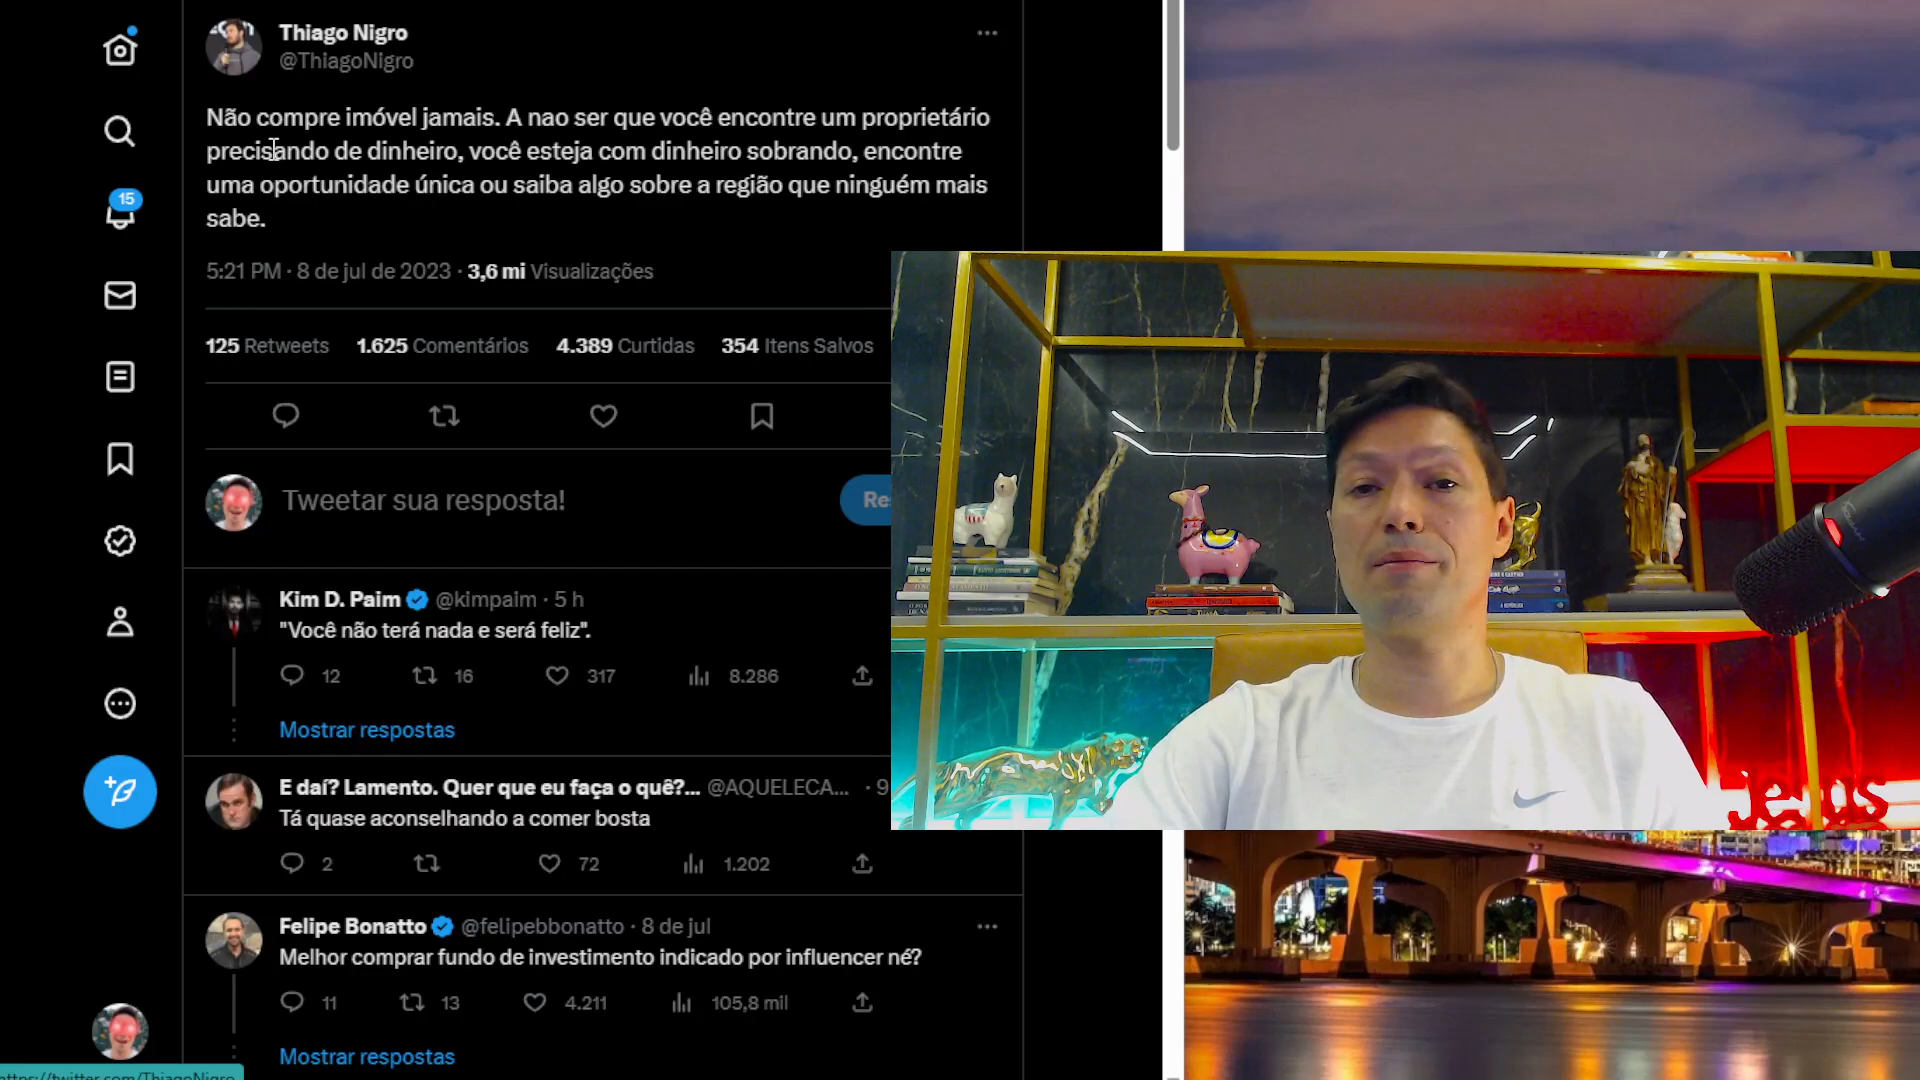 Thiago Nigro
@ThiagoNigro
Não compre imóvel jamais. A nao ser que você encontre um proprietário
precisando de dinheiro, você esteja com dinheiro sobrando, encontre
uma oportunidade única ou saiba algo sobre a região que ninguém mais
sabe.
15
5:21 PM · 8 de jul de 2023 · 3,6 mi Visualizações
125 Retweets 1.625 Comentários 4.389 Curtidas 354 Itens Salvos
Tweetar sua resposta!
Re
Kim D. Paim @kimpaim · 5 h
"Você não terá nada e será feliz".
12 16 317 8.286
Mostrar respostas
E daí? Lamento. Quer que eu faça o quê?... @AQUELECA... · 9
Tá quase aconselhando a comer bosta
2 72 1.202
Felipe Bonatto @felipebbonatto · 8 de jul
Melhor comprar fundo de investimento indicado por influencer né?
11 13 4.211 105,8 mil
Mostrar respostas
https://twitter.com/ThiagoNigro
Jesus